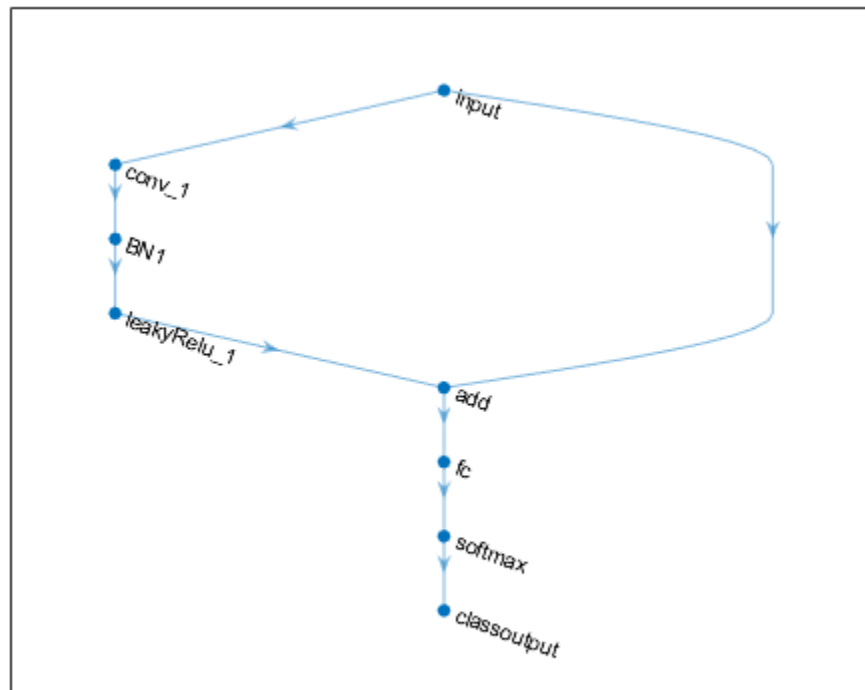 input
conv_1
BN1
leakyRelu_1
add
fc
softmax
classoutput